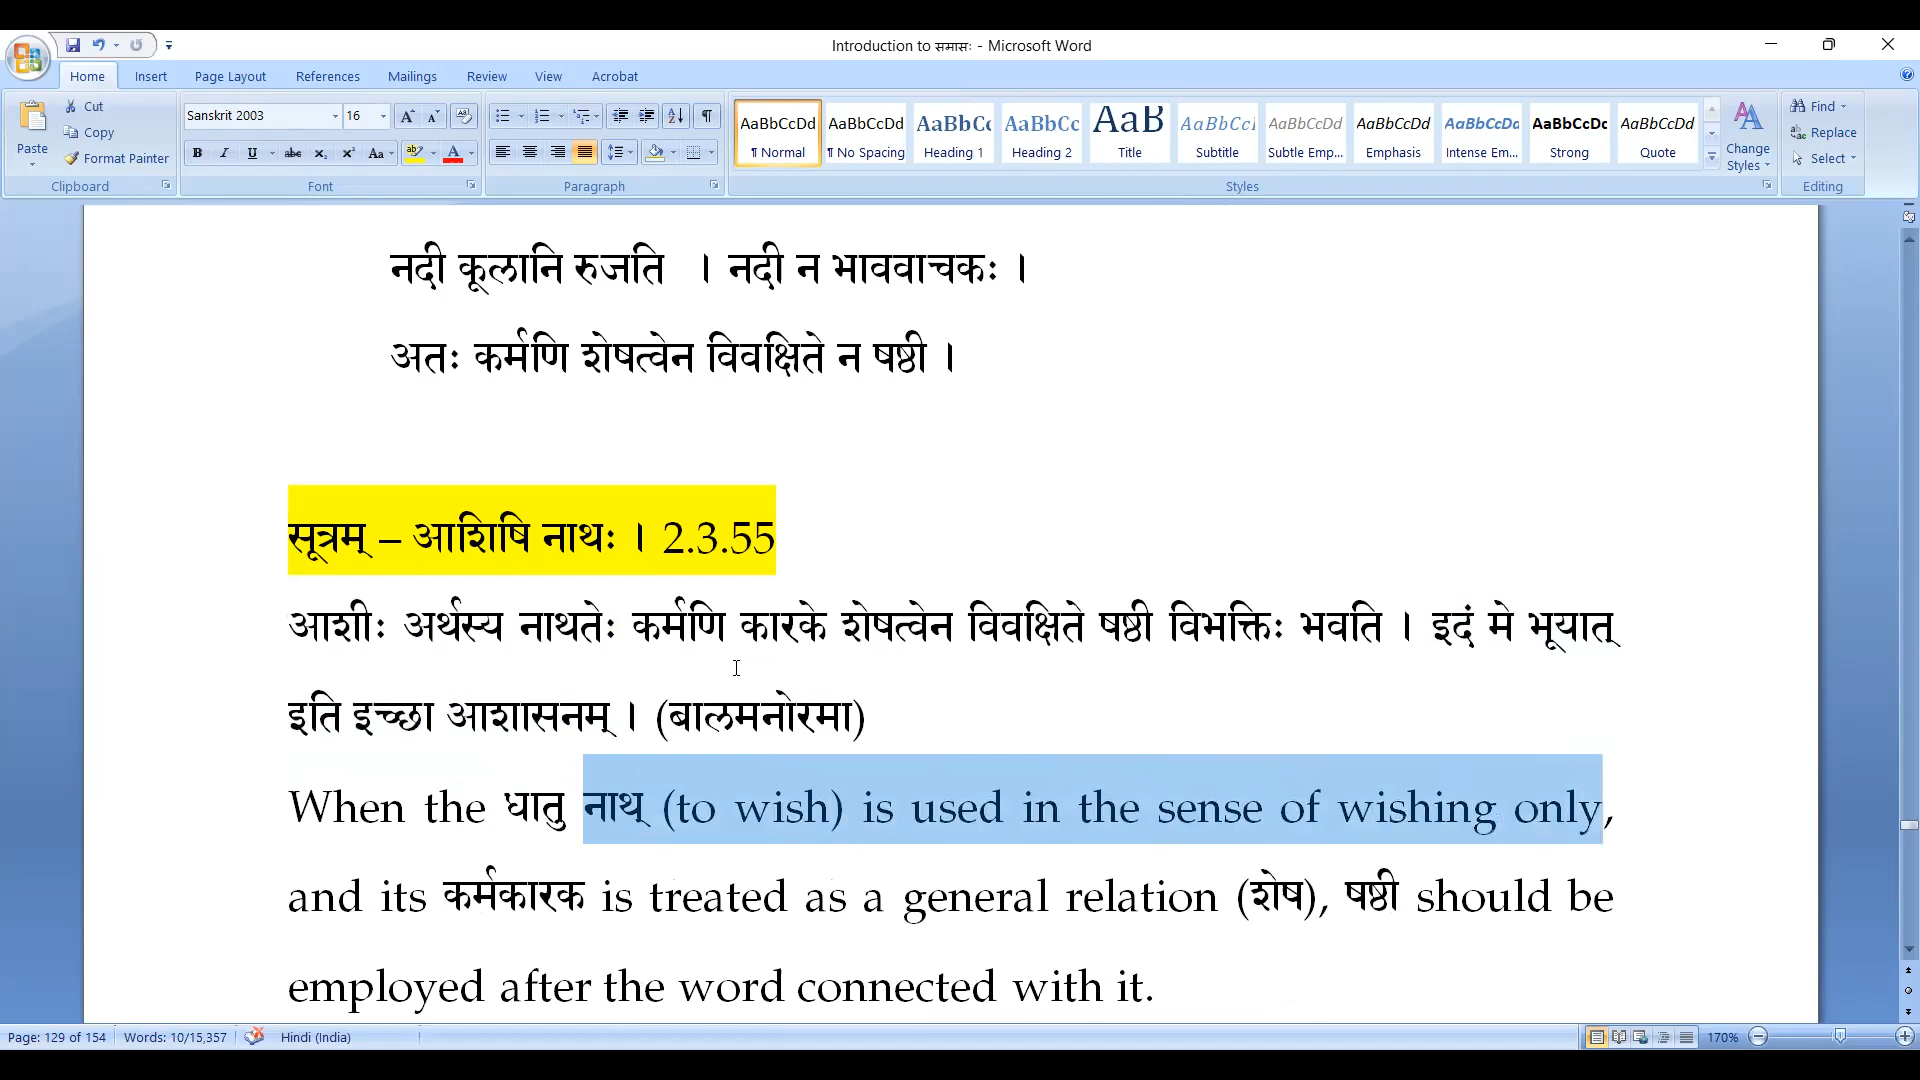 Introduction to समासः - Microsoft Word
Home Insert Page Layout References Mailings Review View Acrobat
Paste Cut Copy Format Painter Clipboard
Sanskrit 2003 16 Font
Paragraph
AaBbCcDd ¶ Normal
AaBbCcDd ¶ No Spacing
AaBbCc Heading 1
AaBbCc Heading 2
AaB Title
AaBbCcl Subtitle
AaBbCcDd Subtle Emp...
AaBbCcDd Emphasis
AaBbCcDd Intense Em...
AaBbCcDc Strong
AaBbCcDd Quote
Change Styles
Styles
Find Replace Select Editing
नदी कूलानि रुजति । नदी न भाववाचकः ।
अतः कर्मणि शेषत्वेन विवक्षिते न षष्ठी ।
सूत्रम् – आशिषि नाथः । 2.3.55
आशीः अर्थस्य नाथतेः कर्मणि कारके शेषत्वेन विवक्षिते षष्ठी विभक्तिः भवति । इदं मे भूयात्
इति इच्छा आशासनम् । (बालमनोरमा)
When the धातु नाथ् (to wish) is used in the sense of wishing only,
and its कर्मकारक is treated as a general relation (शेष), षष्ठी should be
employed after the word connected with it.
Page: 129 of 154 Words: 10/15,357 Hindi (India) 170%